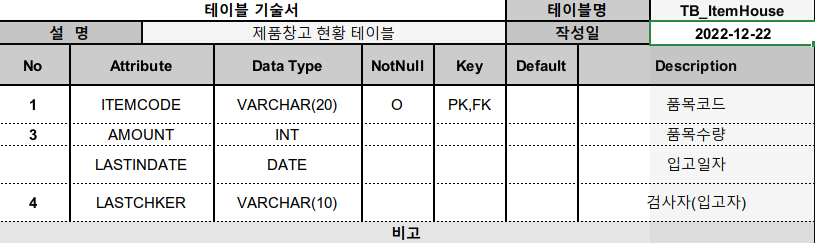 테이블 기술서 테이블명 TB_ItemHouse
설 명 제품창고 현황 테이블 작성일 2022-12-22
No Attribute Data Type NotNull Key Default Description
1 ITEMCODE VARCHAR(20) O PK,FK 품목코드
3 AMOUNT INT 품목수량
LASTINDATE DATE 입고일자
4 LASTCHKER VARCHAR(10) 검사자(입고자)
비고